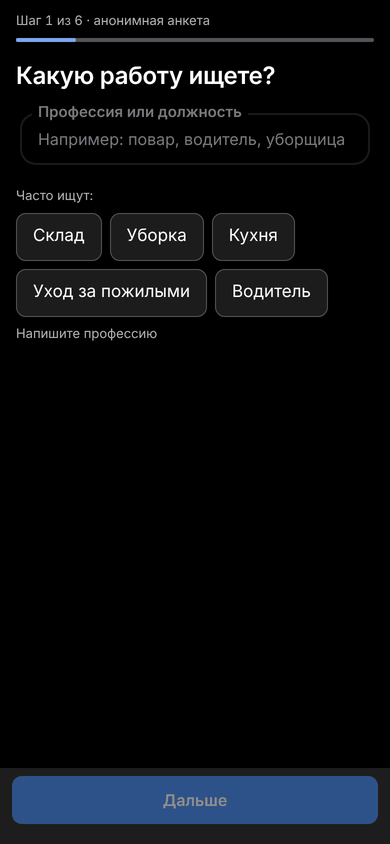 Шаг 1 из 6 · анонимная анкета
Какую работу ищете?
Профессия или должность
Например: повар, водитель, уборщица
Часто ищут:
Склад Уборка Кухня
Уход за пожилыми Водитель
Напишите профессию
Дальше